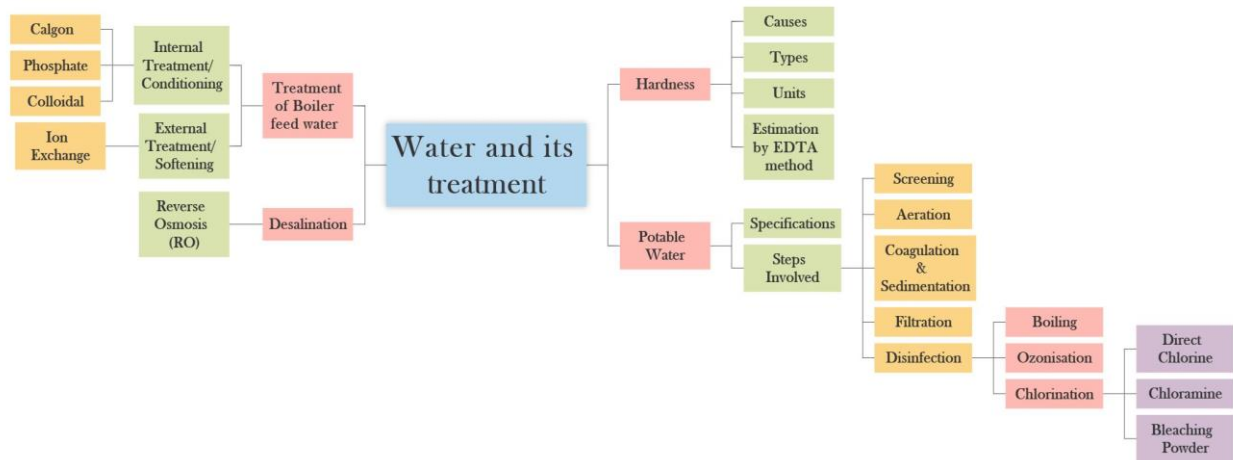 Water and its
treatment
Treatment
of Boiler
feed water
Internal
Treatment/
Conditioning
Calgon
Phosphate
Colloidal
External
Treatment/
Softening
Ion
Exchange
Desalination
Reverse
Osmosis
(RO)
Hardness
Causes
Types
Units
Estimation
by EDTA
method
Potable
Water
Specifications
Steps
Involved
Screening
Aeration
Coagulation
&
Sedimentation
Filtration
Disinfection
Boiling
Ozonisation
Chlorination
Direct
Chlorine
Chloramine
Bleaching
Powder